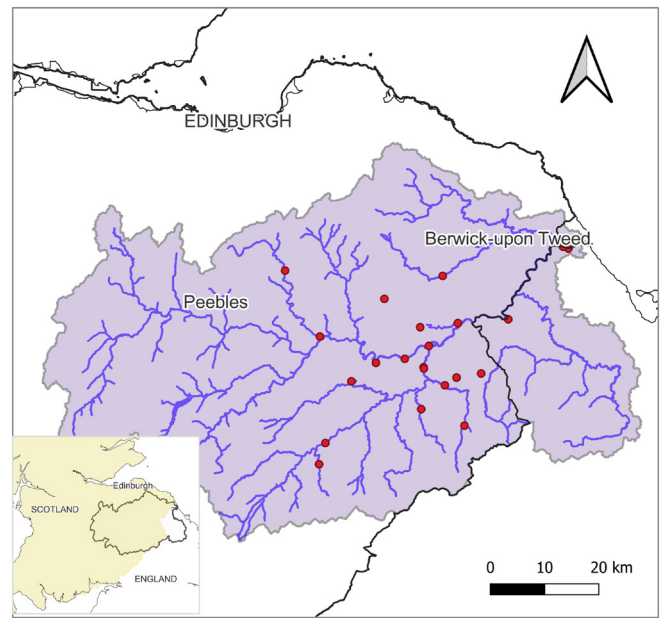 EDINBURGH
Berwick-upon Tweed
Peebles
Edinburgh
SCOTLAND
ENGLAND
0 10 20 km